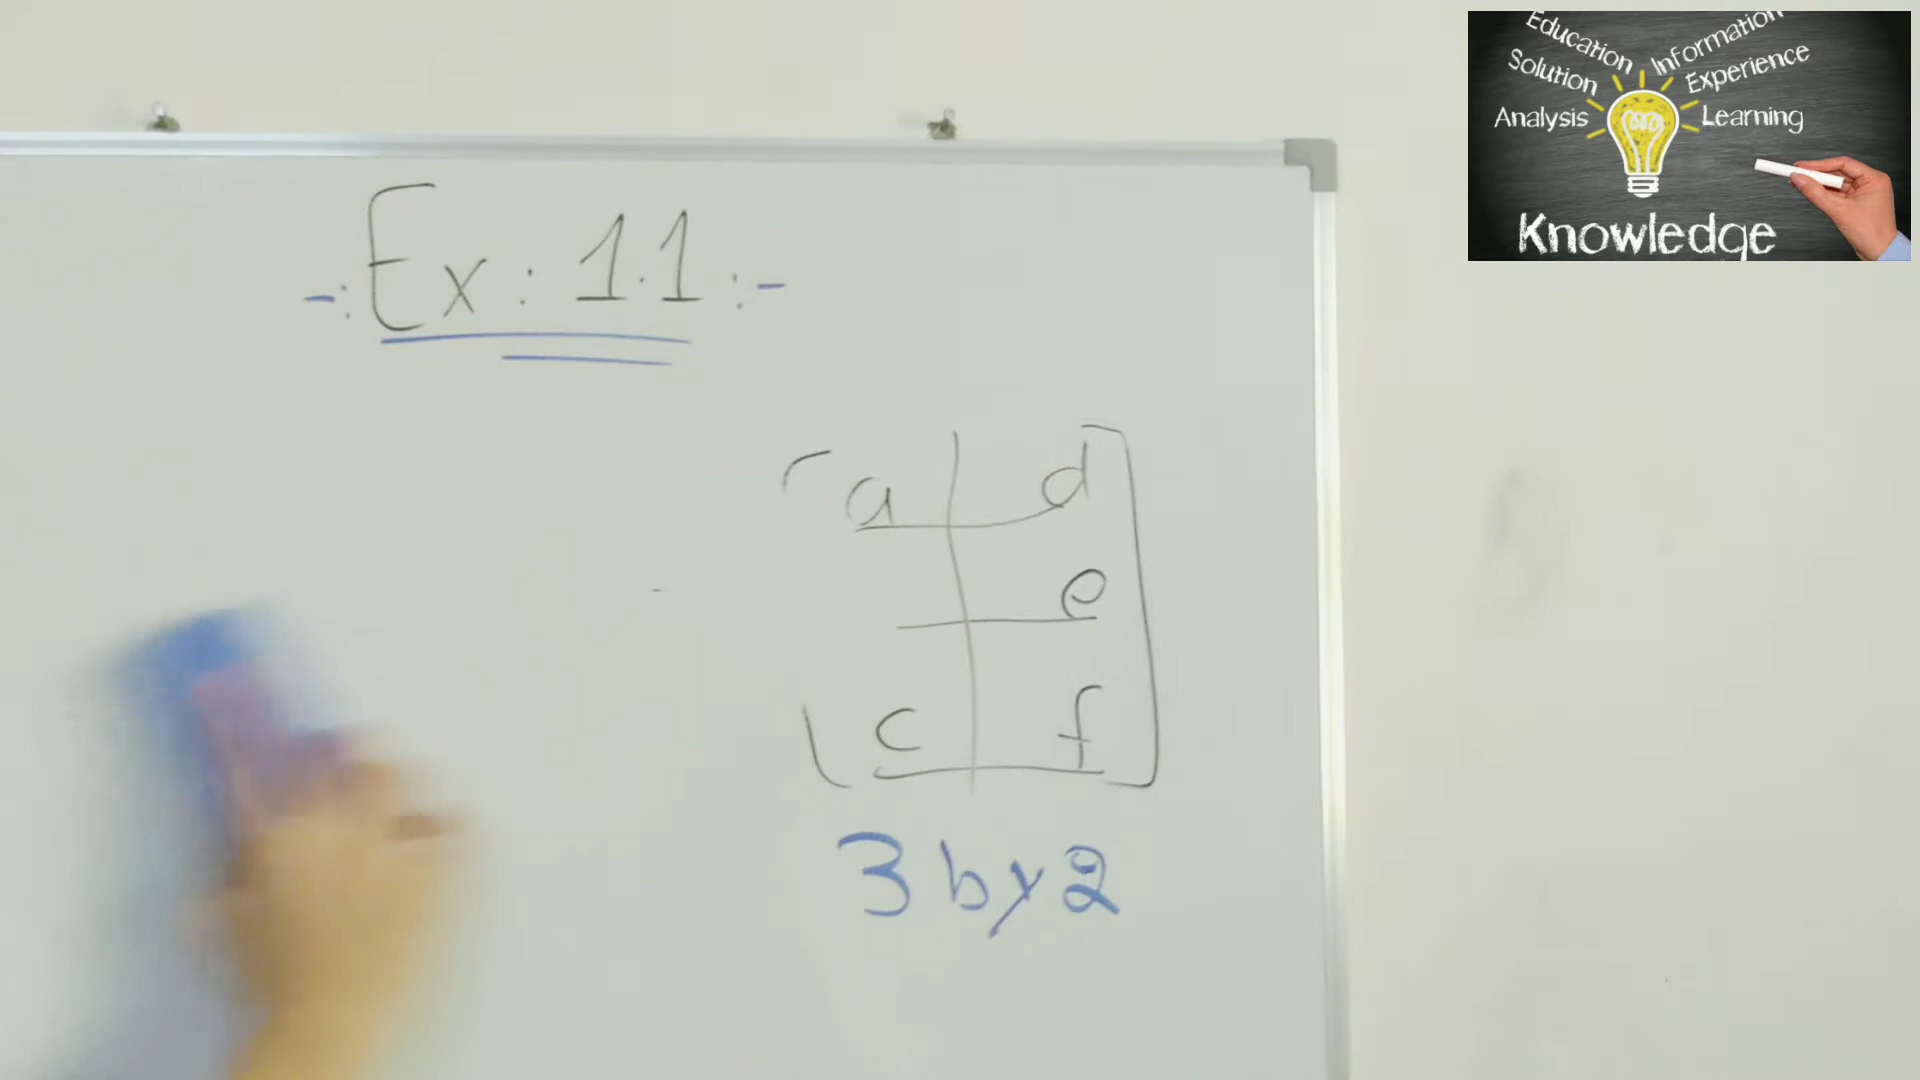 -: Ex : 1.1 :-
a d
e
c f
3 by 2
Education Information
Solution Experience
Analysis Learning
Knowledge